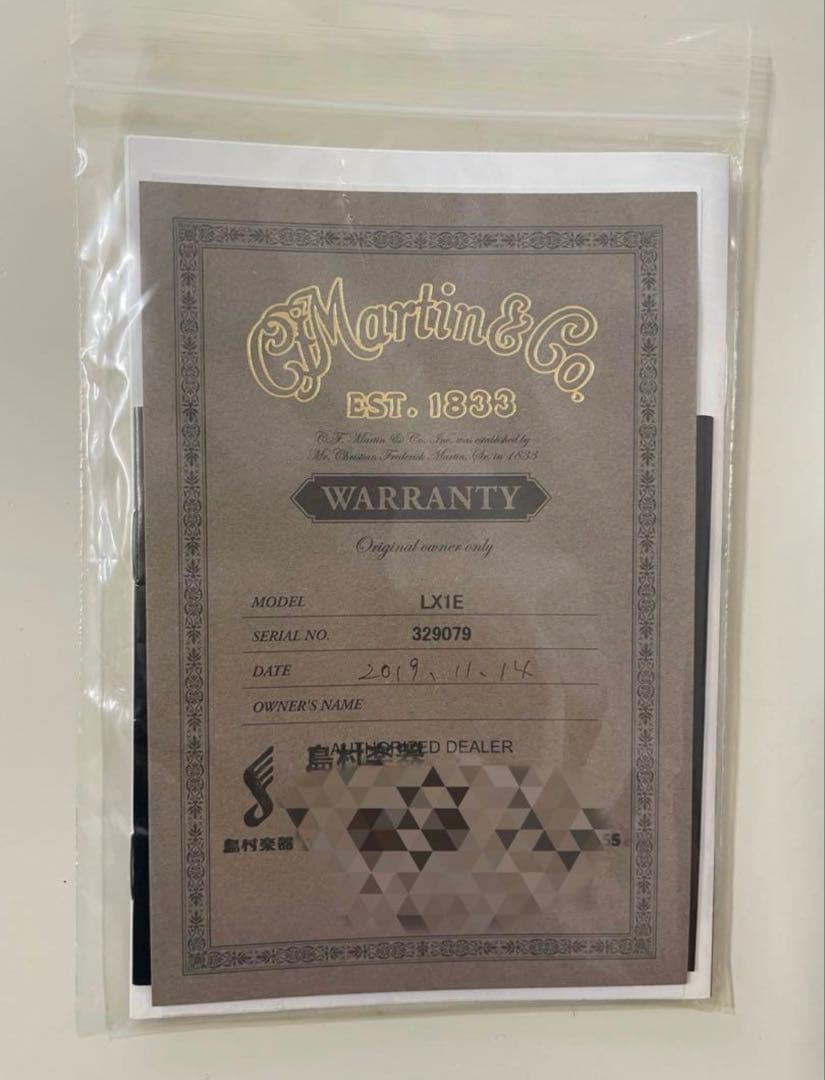 CF Martin & Co.
EST. 1833
C.F. Martin & Co., Inc. was established by
Mr. Christian Frederick Martin, Sr. in 1833
WARRANTY
Original owner only
MODEL LX1E
SERIAL NO. 329079
DATE 2019.11.14
OWNER'S NAME
AUTHORIZED DEALER
島村楽器
島村楽器
55